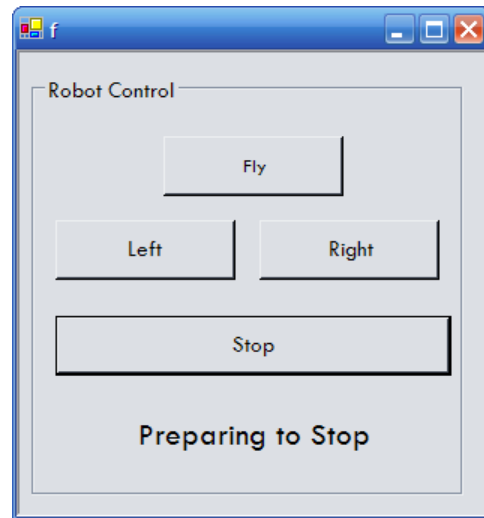 f
Robot Control
Fly
Left Right
Stop
Preparing to Stop